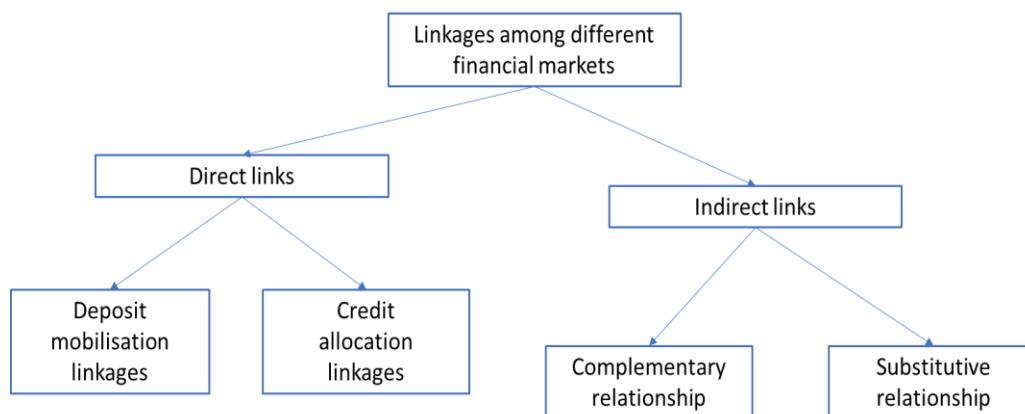 Linkages among different
financial markets
Direct links
Indirect links
Deposit
mobilisation
linkages
Credit
allocation
linkages
Complementary
relationship
Substitutive
relationship